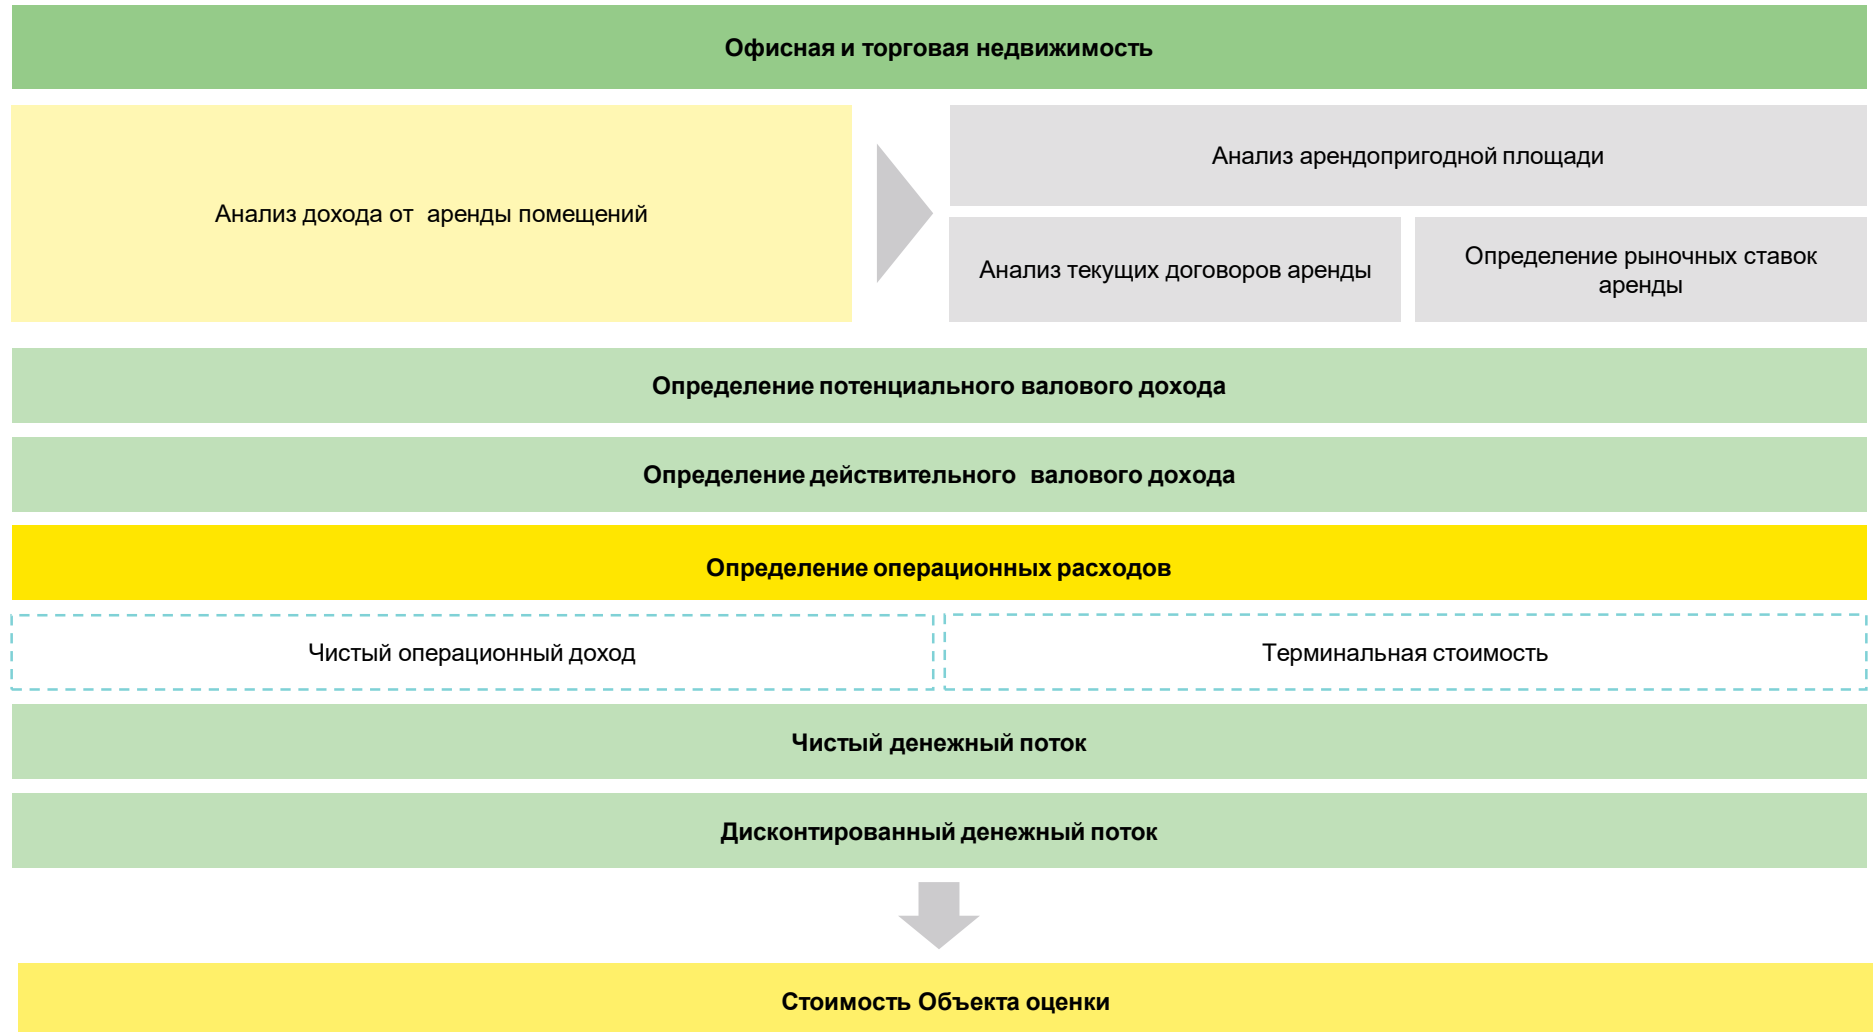 Офисная и торговая недвижимость
Анализ дохода от аренды помещений
Анализ арендопригодной площади
Анализ текущих договоров аренды
Определение рыночных ставок
аренды
Определение потенциального валового дохода
Определение действительного валового дохода
Определение операционных расходов
Чистый операционный доход
Терминальная стоимость
Чистый денежный поток
Дисконтированный денежный поток
Стоимость Объекта оценки